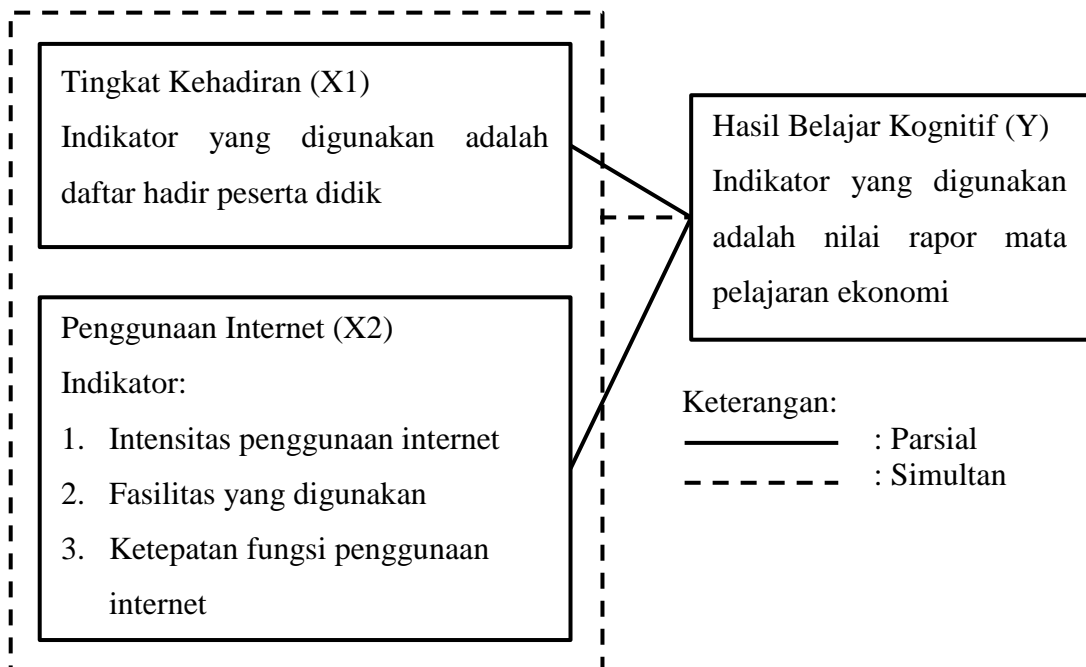 Tingkat Kehadiran (X1)
Indikator yang digunakan adalah
daftar hadir peserta didik
Penggunaan Internet (X2)
Indikator:
1. Intensitas penggunaan internet
2. Fasilitas yang digunakan
3. Ketepatan fungsi penggunaan
internet
Hasil Belajar Kognitif (Y)
Indikator yang digunakan
adalah nilai rapor mata
pelajaran ekonomi
Keterangan:
: Parsial
: Simultan